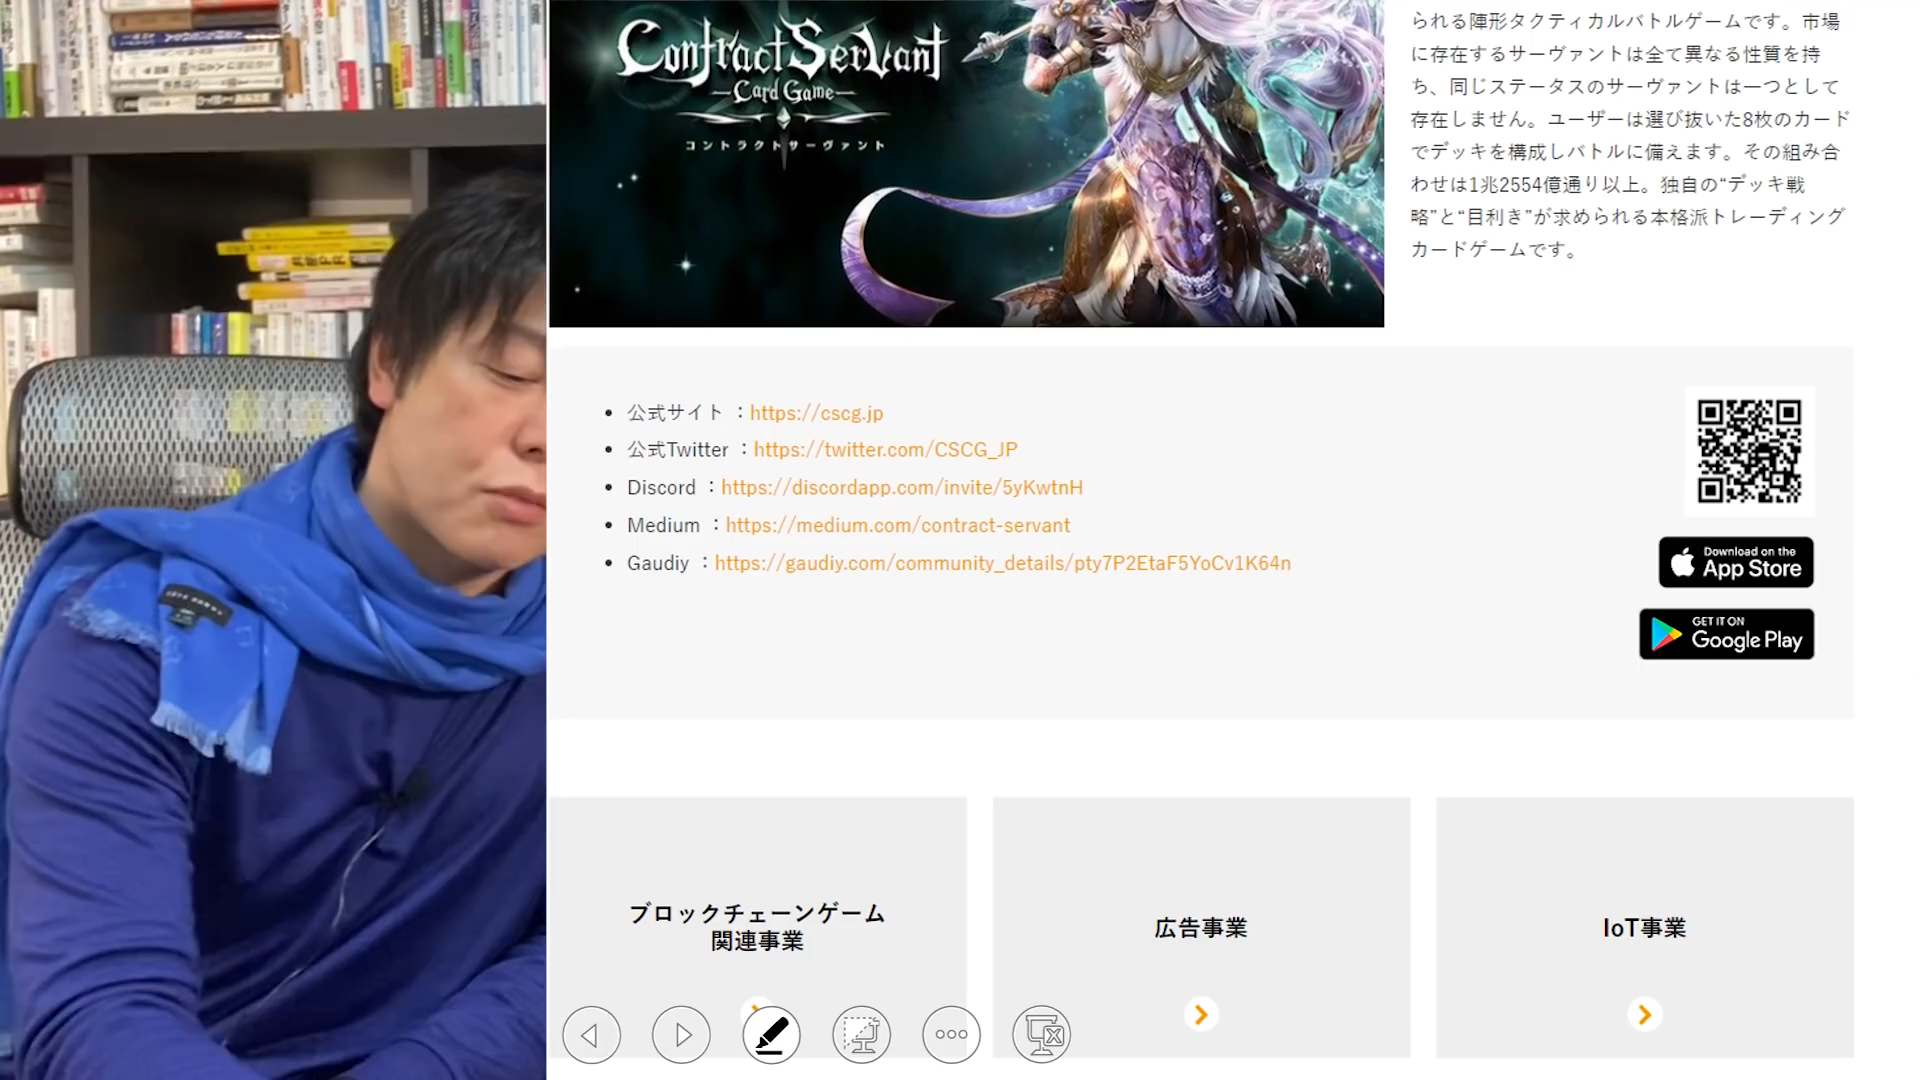 Contract Servant
Card Game
コントラクトサーヴァント
られる陣形タクティカルバトルゲームです。市場
に存在するサーヴァントは全て異なる性質を持
ち、同じステータスのサーヴァントは一つとして
存在しません。ユーザーは選び抜いた8枚のカード
でデッキを構成しバトルに備えます。その組み合
わせは1兆2554億通り以上。独自の“デッキ戦
略”と“目利き”が求められる本格派トレーディング
カードゲームです。
公式サイト ：https://cscg.jp
公式Twitter ：https://twitter.com/CSCG_JP
Discord ：https://discordapp.com/invite/5yKwtnH
Medium ：https://medium.com/contract-servant
Gaudiy ：https://gaudiy.com/community_details/pty7P2EtaF5YoCv1K64n
Download on the
App Store
GET IT ON
Google Play
ブロックチェーンゲーム
関連事業
広告事業
IoT事業